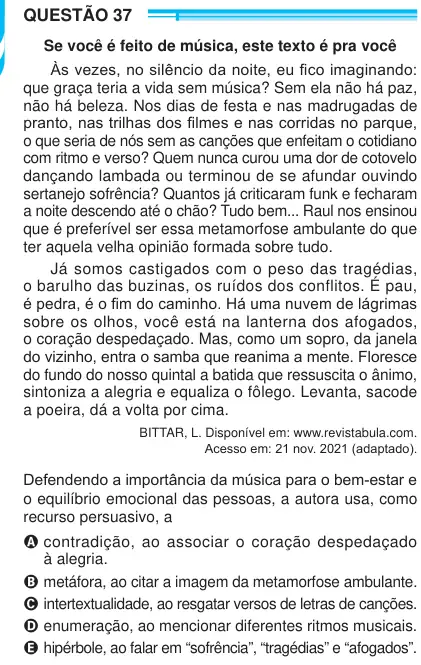 QUESTÃO 37
Se você é feito de música, este texto é pra você
Às vezes, no silêncio da noite, eu fico imaginando:
que graça teria a vida sem música? Sem ela não há paz,
não há beleza. Nos dias de festa e nas madrugadas de
pranto, nas trilhas dos filmes e nas corridas no parque,
o que seria de nós sem as canções que enfeitam o cotidiano
com ritmo e verso? Quem nunca curou uma dor de cotovelo
dançando lambada ou terminou de se afundar ouvindo
sertanejo sofrência? Quantos já criticaram funk e fecharam
a noite descendo até o chão? Tudo bem... Raul nos ensinou
que é preferível ser essa metamorfose ambulante do que
ter aquela velha opinião formada sobre tudo.
Já somos castigados com o peso das tragédias,
o barulho das buzinas, os ruídos dos conflitos. É pau,
é pedra, é o fim do caminho. Há uma nuvem de lágrimas
sobre os olhos, você está na lanterna dos afogados,
o coração despedaçado. Mas, como um sopro, da janela
do vizinho, entra o samba que reanima a mente. Floresce
do fundo do nosso quintal a batida que ressuscita o ânimo,
sintoniza a alegria e equaliza o fôlego. Levanta, sacode
a poeira, dá a volta por cima.
BITTAR, L. Disponível em: www.revistabula.com.
Acesso em: 21 nov. 2021 (adaptado).
Defendendo a importância da música para o bem-estar e
o equilíbrio emocional das pessoas, a autora usa, como
recurso persuasivo, a
A contradição, ao associar o coração despedaçado
à alegria.
B metáfora, ao citar a imagem da metamorfose ambulante.
C intertextualidade, ao resgatar versos de letras de canções.
D enumeração, ao mencionar diferentes ritmos musicais.
E hipérbole, ao falar em “sofrência”, “tragédias” e “afogados”.